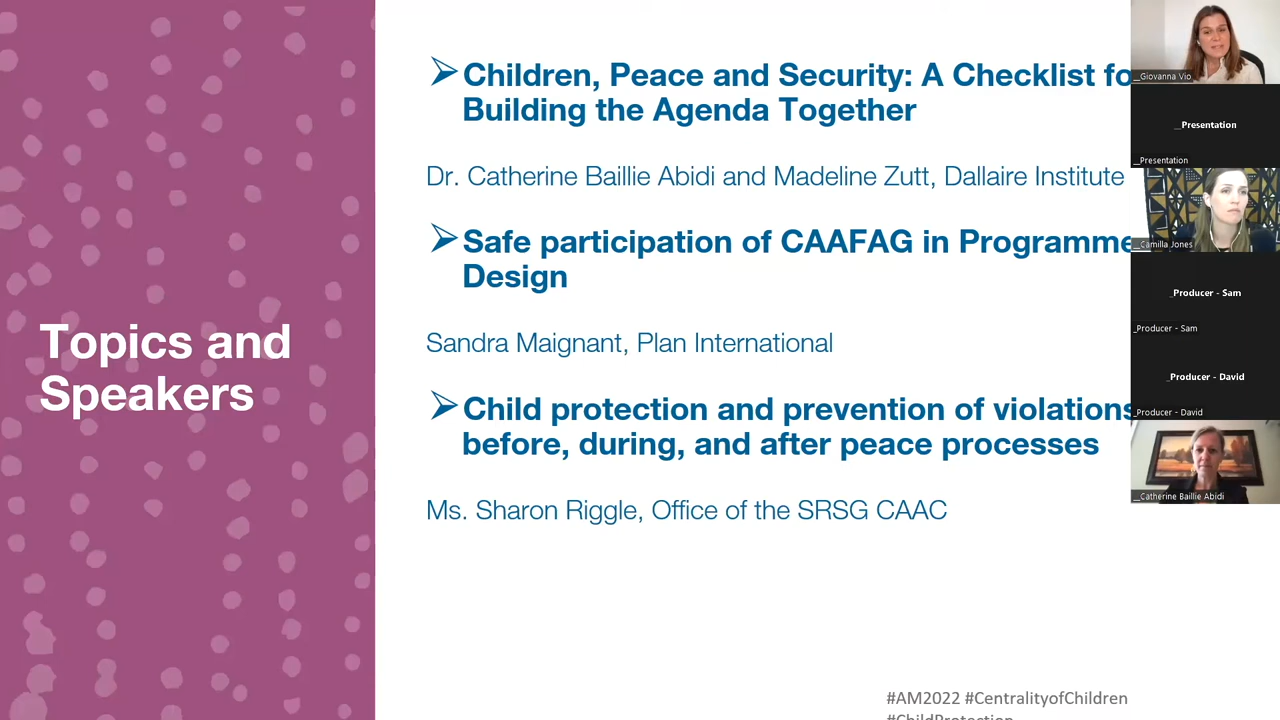 Topics and
Speakers
➢Children, Peace and Security: A Checklist fo
Building the Agenda Together
Dr. Catherine Baillie Abidi and Madeline Zutt, Dallaire Institute
➢Safe participation of CAAFAG in Programme
Design
Sandra Maignant, Plan International
➢Child protection and prevention of violations
before, during, and after peace processes
Ms. Sharon Riggle, Office of the SRSG CAAC
#AM2022 #CentralityofChildren
#ChildProtection
_Giovanna Vio
_Presentation
_Presentation
_Camilla Jones
_Producer - Sam
_Producer - Sam
_Producer - David
_Producer - David
_Catherine Baillie Abidi